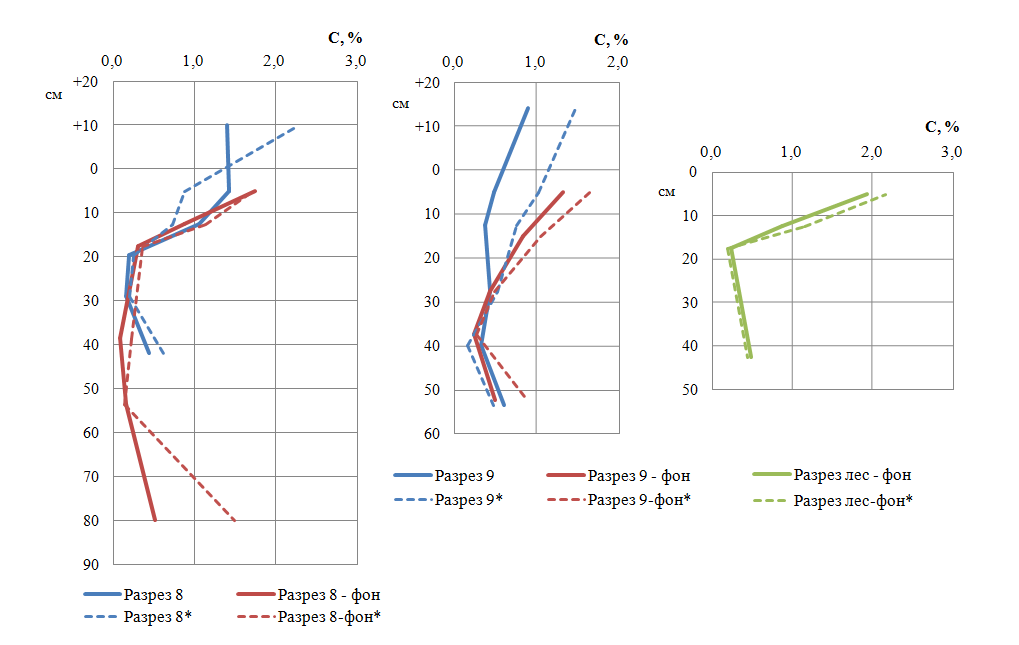 С, %
0,0 1,0 2,0 3,0
+20
см
+10
0
10
20
30
40
50
60
70
80
90
Разрез 8 Разрез 8 - фон
Разрез 8* Разрез 8-фон*
С, %
0,0 1,0 2,0
+20
см
+10
0
10
20
30
40
50
60
Разрез 9 Разрез 9 - фон
Разрез 9* Разрез 9-фон*
С, %
0,0 1,0 2,0 3,0
0
см
10
20
30
40
50
Разрез лес - фон
Разрез лес-фон*